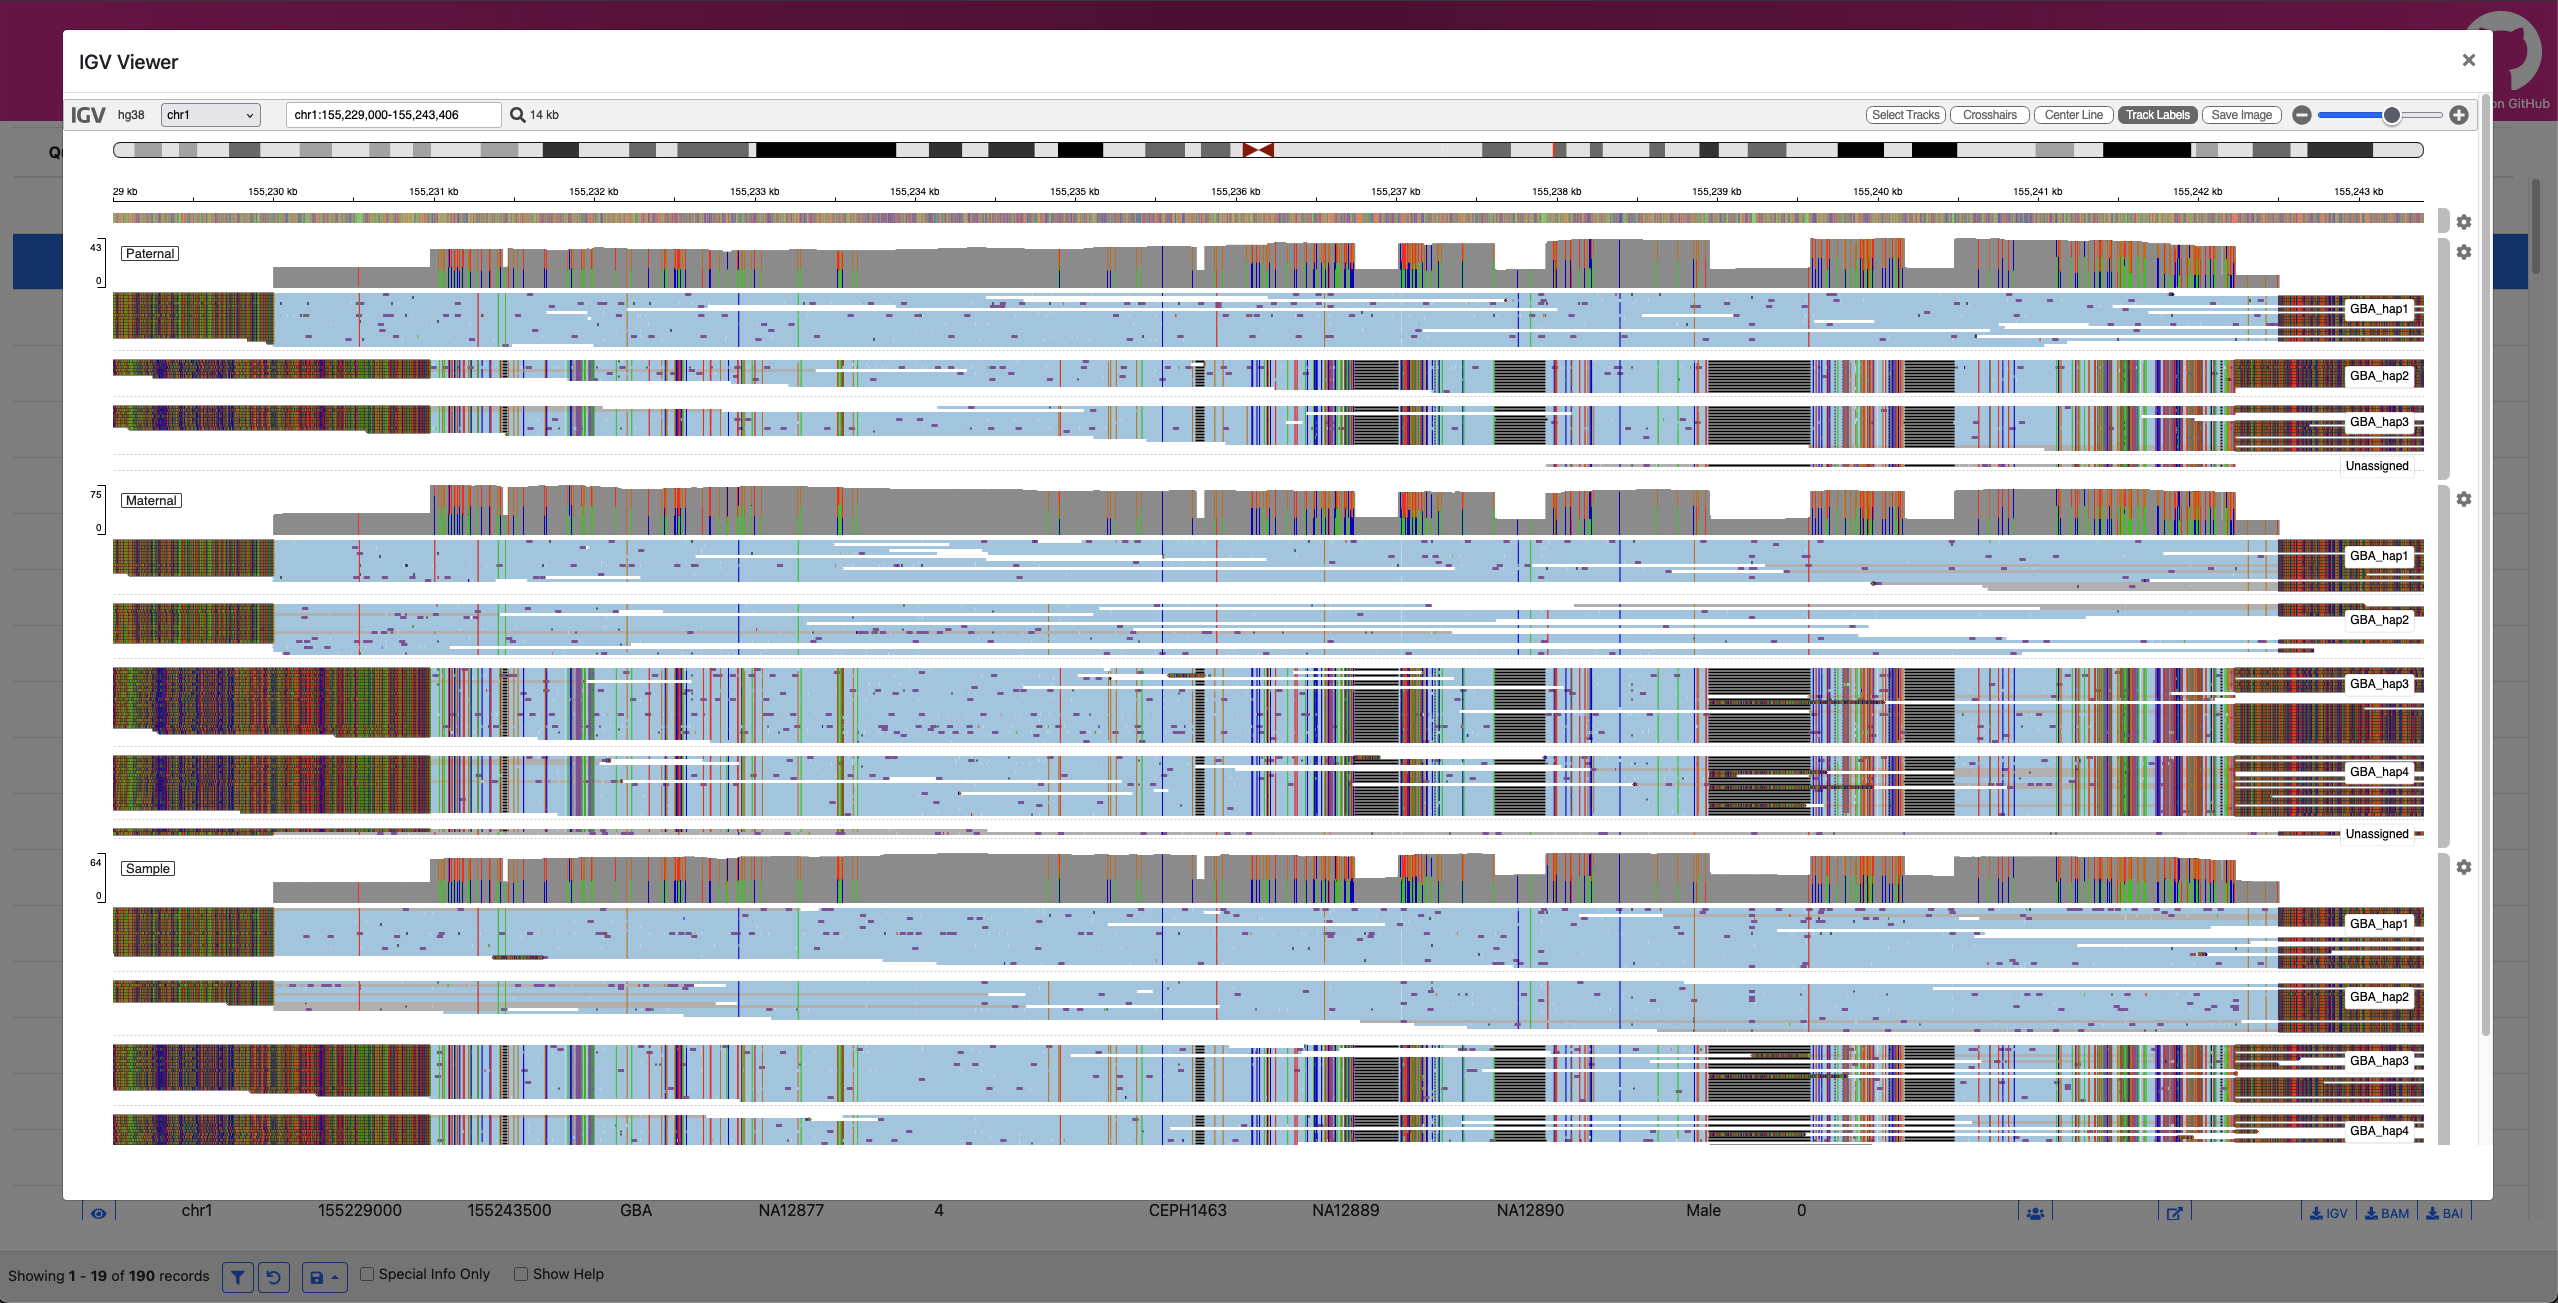 on GitHub
IGV Viewer
×
IGV hg38 chr1 chr1:155,229,000-155,243,406 14 kb Select Tracks Crosshairs Center Line Track Labels Save Image
29 kb 155,230 kb 155,231 kb 155,232 kb 155,233 kb 155,234 kb 155,235 kb 155,236 kb 155,237 kb 155,238 kb 155,239 kb 155,240 kb 155,241 kb 155,242 kb 155,243 kb
43
Paternal
0
GBA_hap1
GBA_hap2
GBA_hap3
Unassigned
75
Maternal
0
GBA_hap1
GBA_hap2
GBA_hap3
GBA_hap4
Unassigned
64
Sample
0
GBA_hap1
GBA_hap2
GBA_hap3
GBA_hap4
chr1 155229000 155243500 GBA NA12877 4 CEPH1463 NA12889 NA12890 Male 0 IGV BAM BAI
Showing 1 - 19 of 190 records Special Info Only Show Help